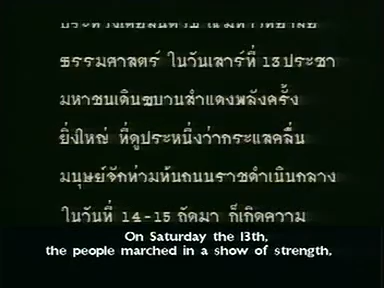 ธรรมศาสตร์ ในวันเสาร์ที่ 13 ประชา
มหาชนเดินขบวนสำแดงพลังครั้ง
ยิ่งใหญ่ ที่ดูประหนึ่งว่ากระแสคลื่น
มนุษย์จักท่วมท้นถนนราชดำเนินกลาง
ในวันที่ 14-15 ถัดมา ก็เกิดความ
On Saturday the 13th,
the people marched in a show of strength,